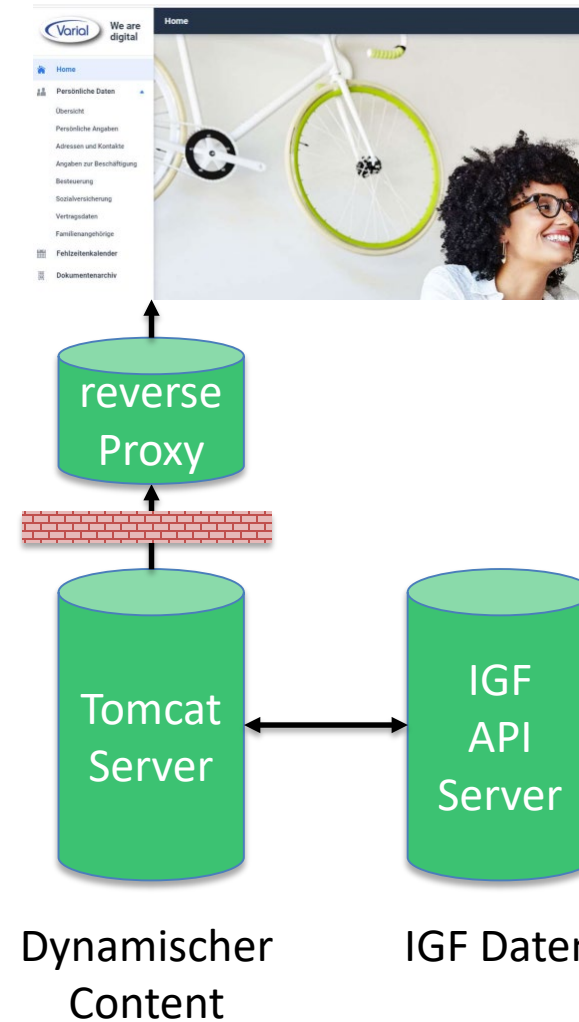 Varial
We are
digital
Home
Home
Persönliche Daten
Übersicht
Persönliche Angaben
Adressen und Kontakte
Angaben zur Beschäftigung
Besteuerung
Sozialversicherung
Vertragsdaten
Familienangehörige
Fehlzeitenkalender
Dokumentenarchiv
reverse
Proxy
Tomcat
Server
IGF
API
Server
Dynamischer
Content
IGF Daten